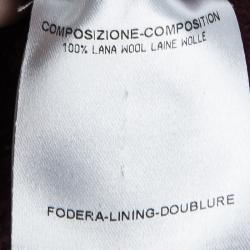 COMPOSIZIONE-COMPOSITION
100% LANA WOOL LAINE WOLLE
FODERA-LINING-DOUBLURE